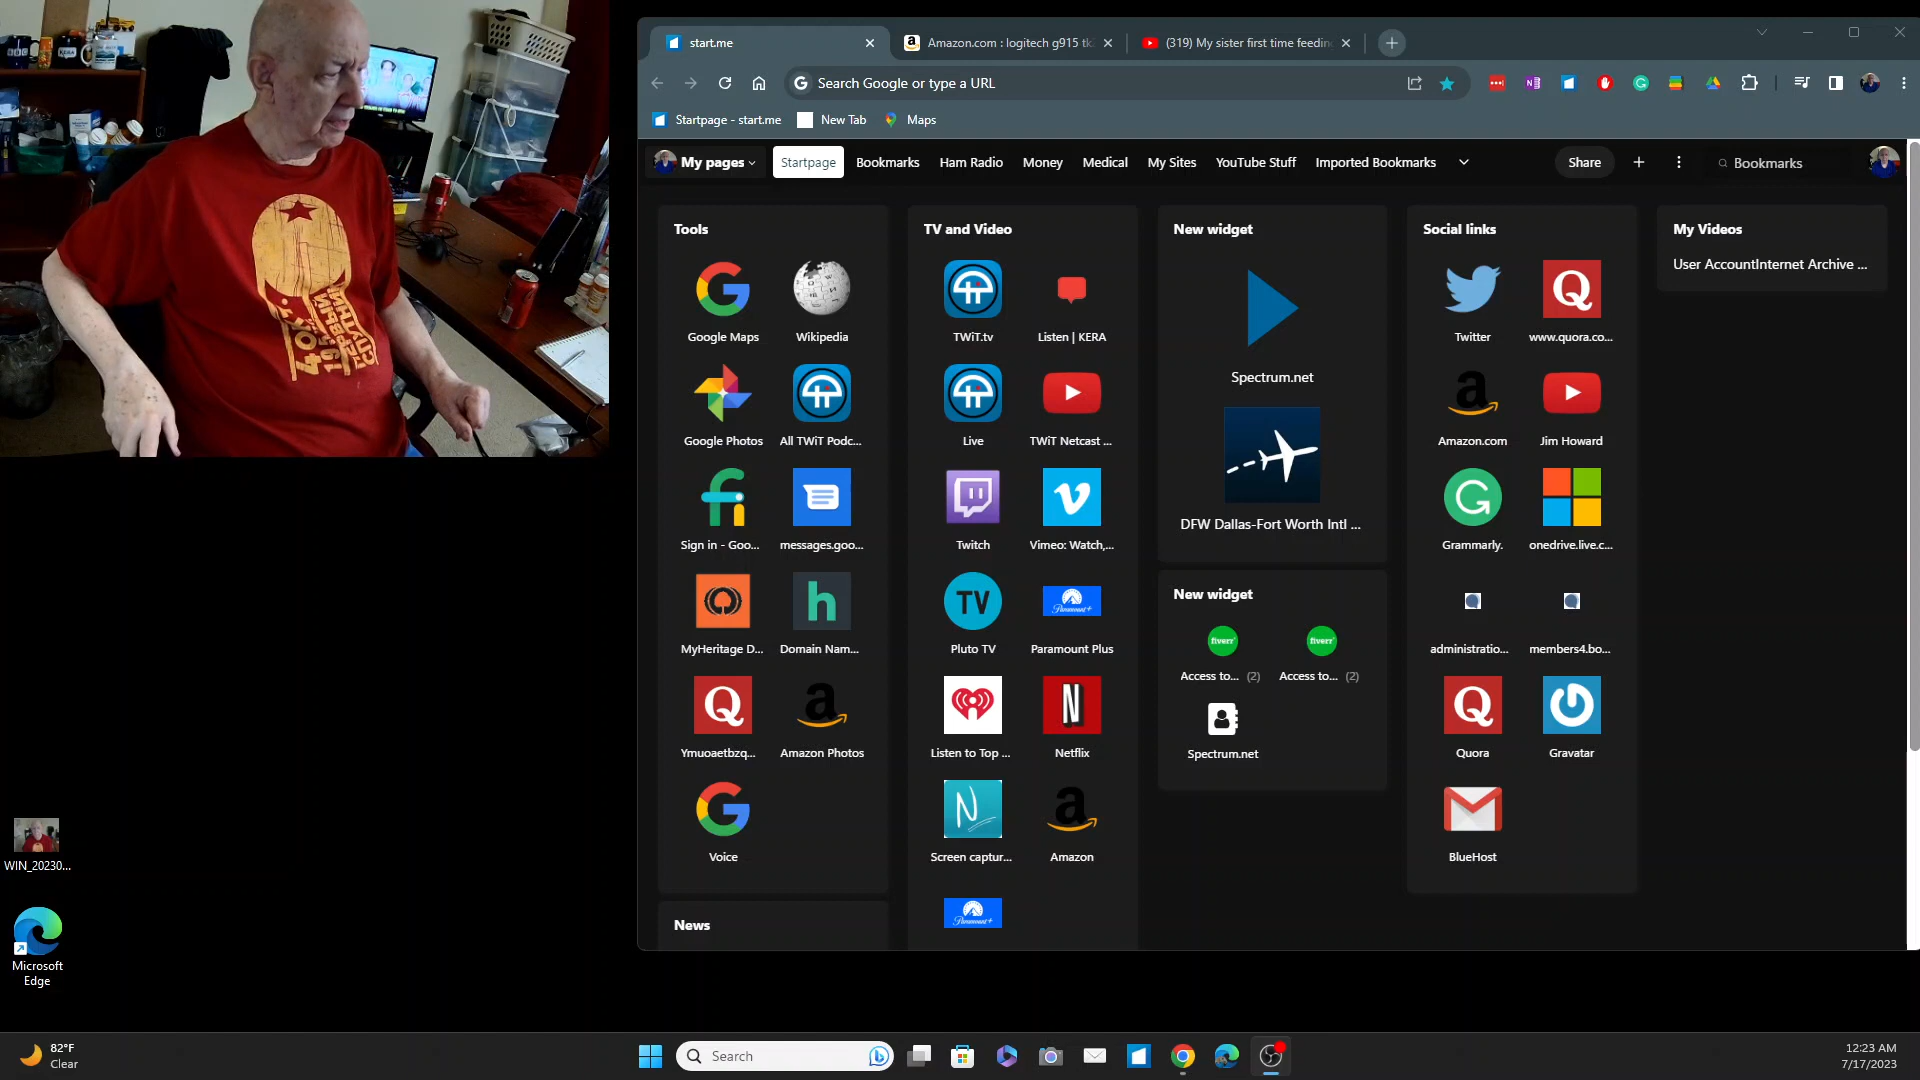 start.me
Amazon.com : logitech g915 tk
(319) My sister first time feedin
Search Google or type a URL
Startpage - start.me
New Tab
Maps
My pages
Startpage
Bookmarks
Ham Radio
Money
Medical
My Sites
YouTube Stuff
Imported Bookmarks
Share
Bookmarks
Tools
Google Maps
Wikipedia
Google Photos
All TWiT Podc...
Sign in - Goo...
messages.goo...
MyHeritage D...
Domain Nam...
Ymuoaetbzq...
Amazon Photos
Voice
News
TV and Video
TWiT.tv
Listen | KERA
Live
TWiT Netcast ...
Twitch
Vimeo: Watch,...
TV
Pluto TV
Paramount+
Paramount Plus
Listen to Top ...
Netflix
Screen captur...
Amazon
Paramount+
New widget
Spectrum.net
DFW Dallas-Fort Worth Intl ...
New widget
fiverr
Access to... (2)
fiverr
Access to... (2)
Spectrum.net
Social links
Twitter
www.quora.co...
Amazon.com
Jim Howard
Grammarly.
onedrive.live.c...
administratio...
members4.bo...
Quora
Gravatar
BlueHost
My Videos
User AccountInternet Archive ...
KERA
WIN_20230...
Microsoft
Edge
82°F
Clear
Search
12:23 AM
7/17/2023